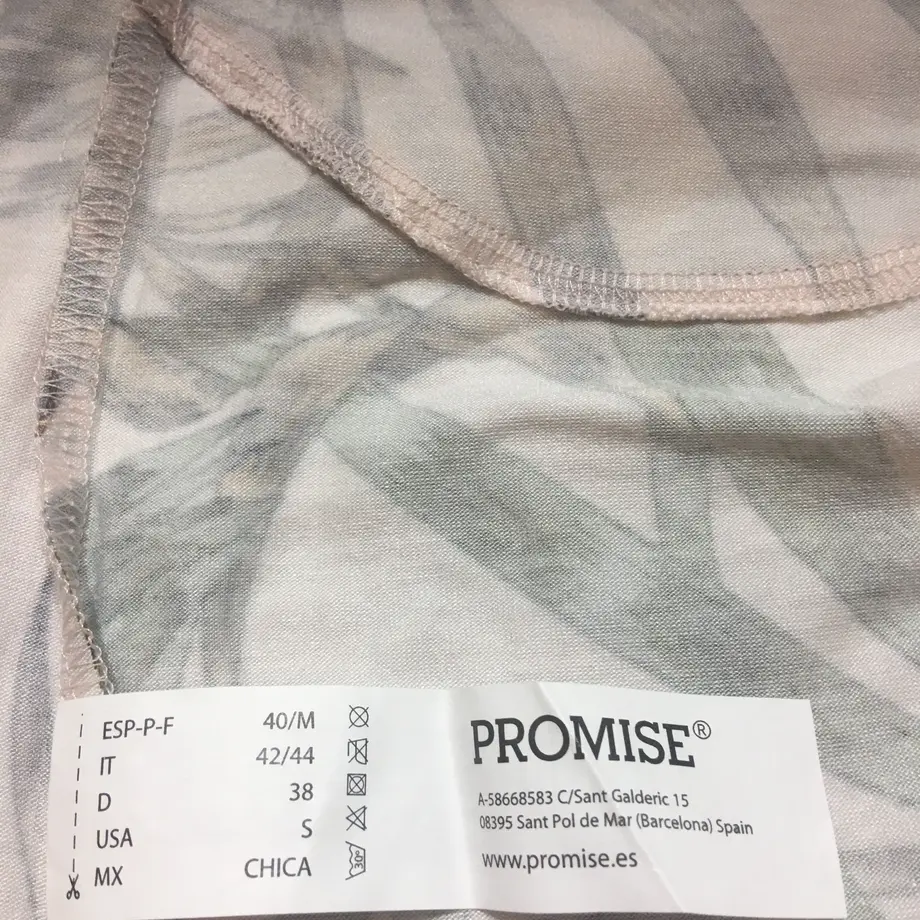 ESP-P-F 40/M
IT 42/44
D 38
USA S
MX CHICA
30°
PROMISE®
A-58668583 C/Sant Galderic 15
08395 Sant Pol de Mar (Barcelona) Spain
www.promise.es